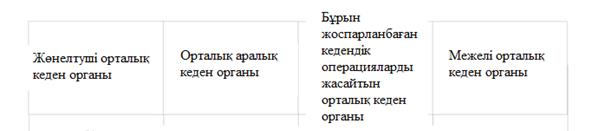 Жөнелтуші орталық
кеден органы
Орталық аралық
кеден органы
Бұрын
жоспарланбаған
кедендік
операцияларды
жасайтын
орталық кеден
органы
Межелі орталық
кеден органы